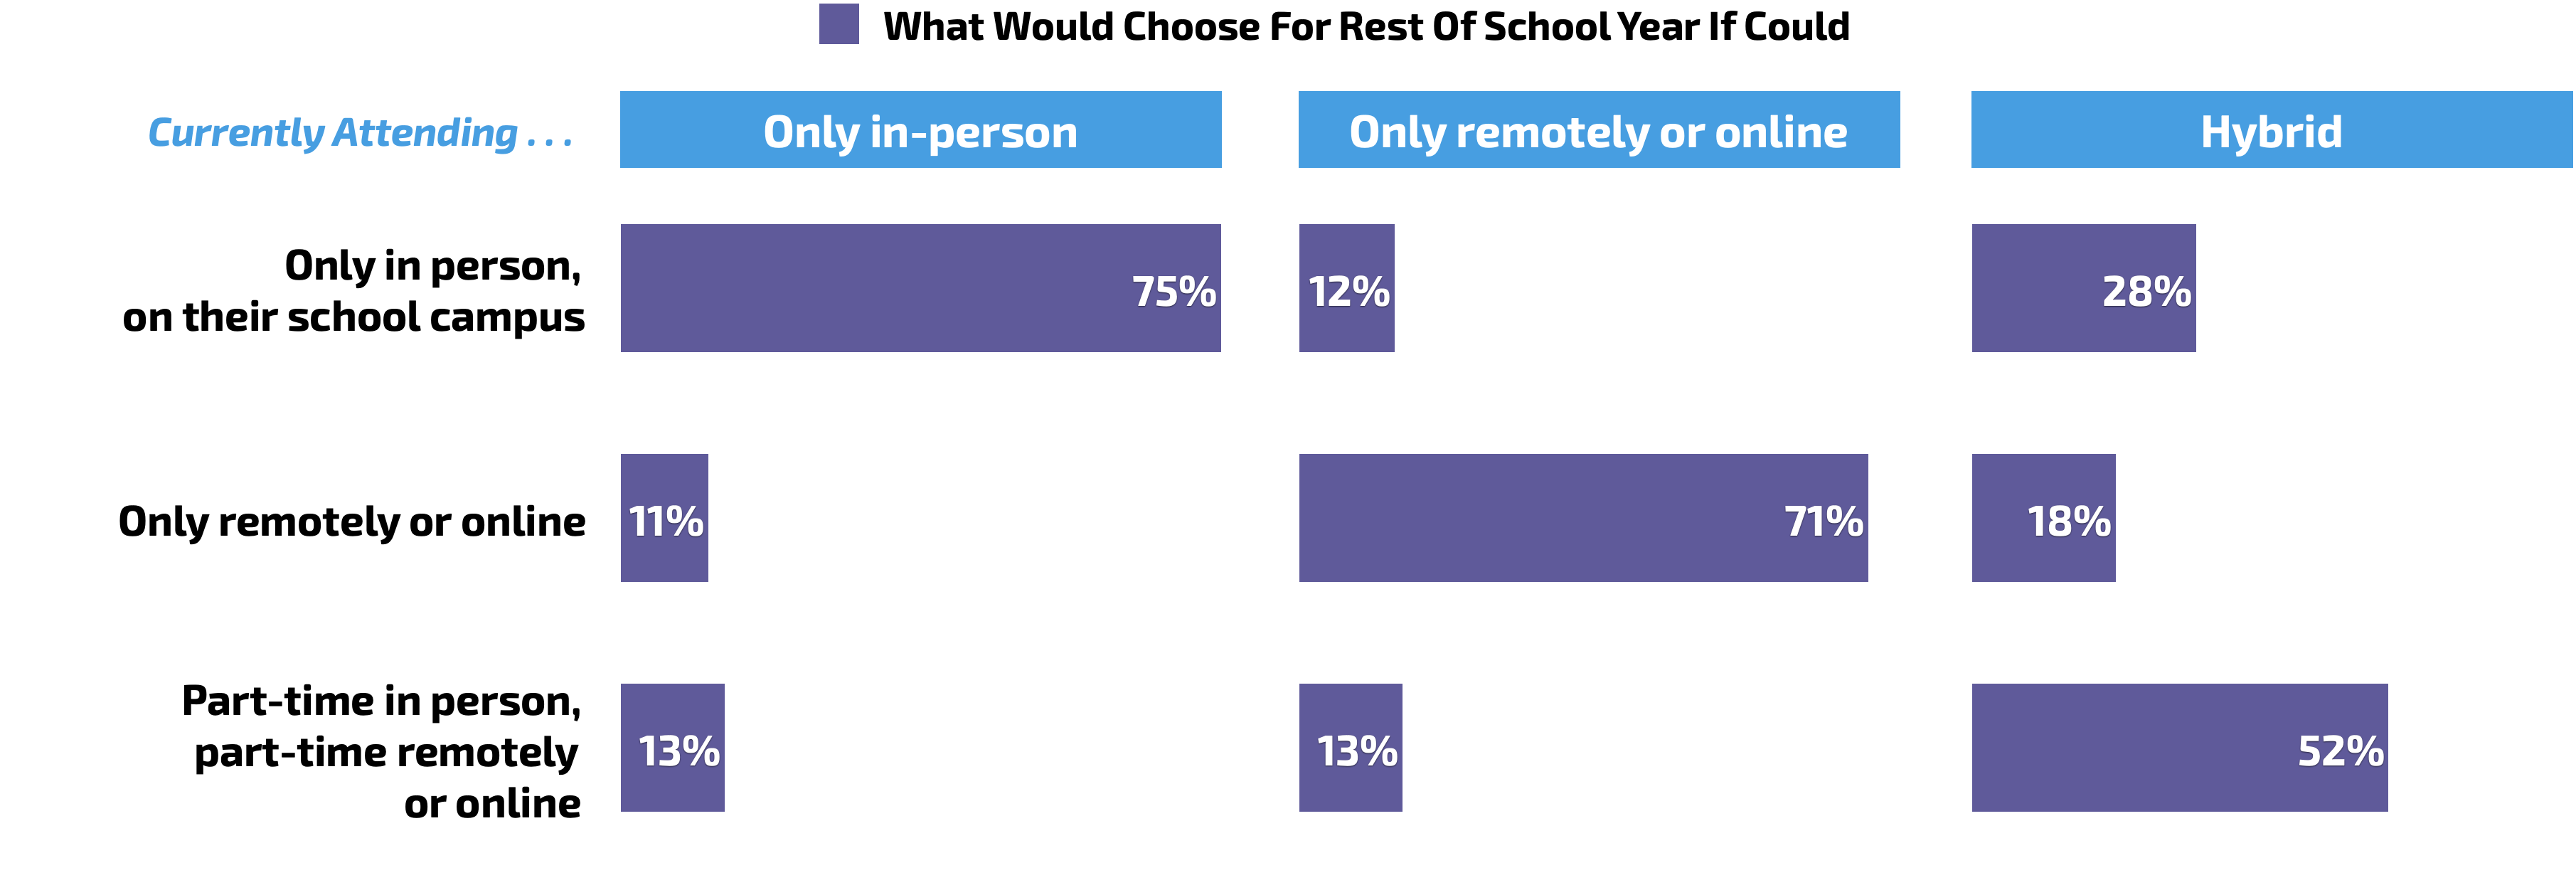 What Would Choose For Rest Of School Year If Could
Currently Attending . . .
Only in-person
Only remotely or online
Hybrid
Only in person,
on their school campus
75%
12%
28%
Only remotely or online
11%
71%
18%
Part-time in person,
part-time remotely
or online
13%
13%
52%